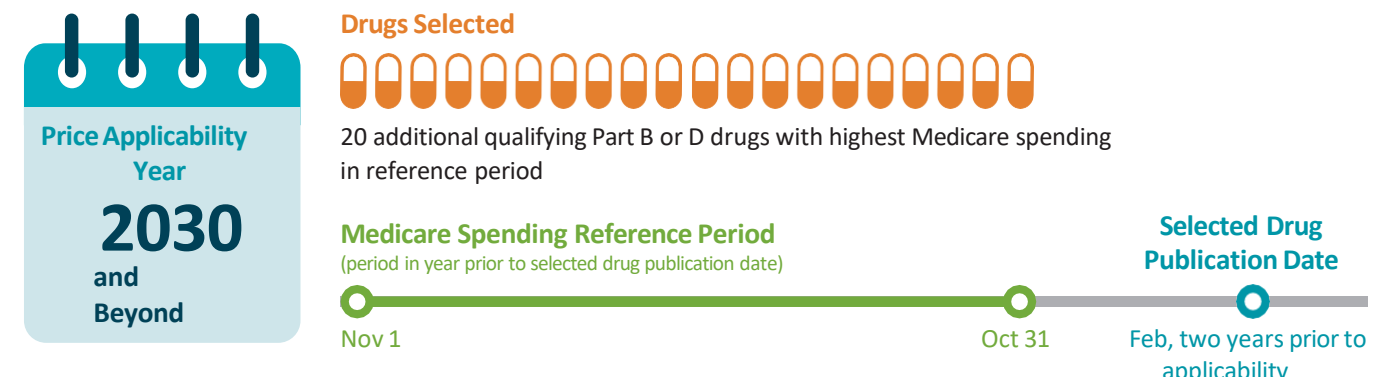 Price Applicability
Year
2030
and
Beyond
Drugs Selected
20 additional qualifying Part B or D drugs with highest Medicare spending
in reference period
Medicare Spending Reference Period
(period in year prior to selected drug publication date)
Nov 1
Oct 31
Selected Drug
Publication Date
Feb, two years prior to
applicability